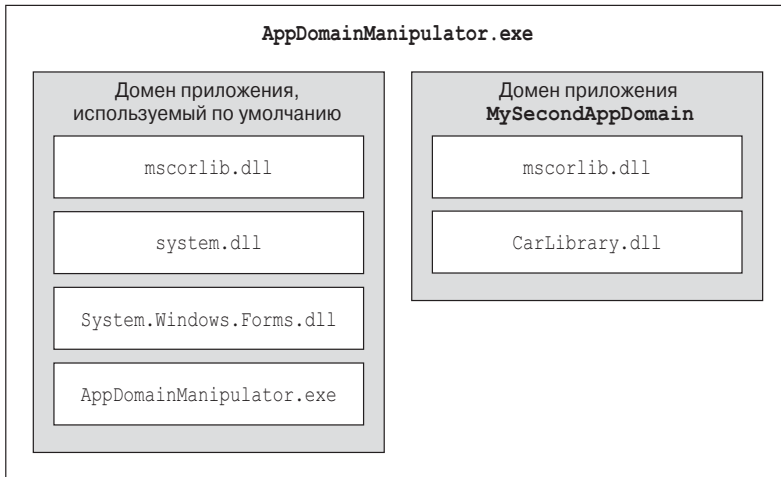 AppDomainManipulator.exe
Домен приложения,
используемый по умолчанию
mscorlib.dll
system.dll
System.Windows.Forms.dll
AppDomainManipulator.exe
Домен приложения
MySecondAppDomain
mscorlib.dll
CarLibrary.dll